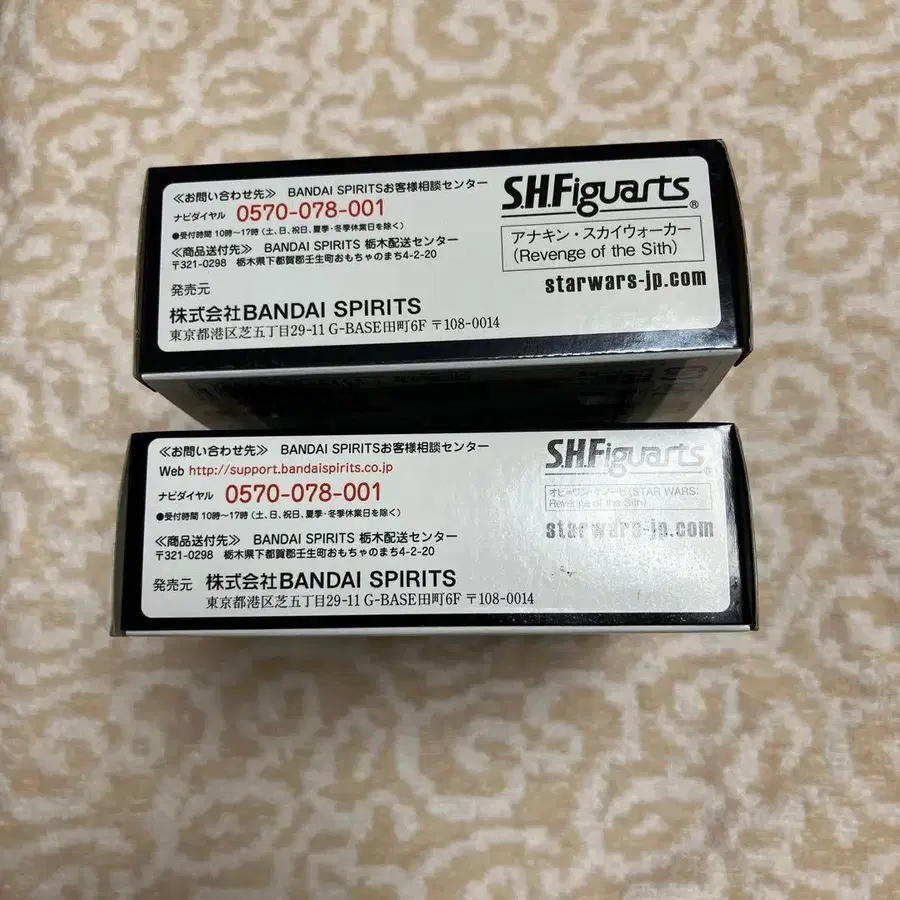 ≪お問い合わせ先≫ BANDAI SPIRITSお客様相談センター
ナビダイヤル 0570-078-001
●受付時間 10時〜17時(土、日、祝日、夏季・冬季休業日を除く)
≪商品送付先≫ BANDAI SPIRITS 栃木配送センター
〒321-0298 栃木県下都賀郡壬生町おもちゃのまち4-2-20
発売元
株式会社BANDAI SPIRITS
東京都港区芝五丁目29-11 G-BASE田町6F 〒108-0014
S.H.Figuarts®
アナキン・スカイウォーカー
(Revenge of the Sith)
starwars-jp.com
≪お問い合わせ先≫ BANDAI SPIRITSお客様相談センター
Web http://support.bandaispirits.co.jp
ナビダイヤル 0570-078-001
●受付時間 10時〜17時(土、日、祝日、夏季・冬季休業日を除く)
≪商品送付先≫ BANDAI SPIRITS 栃木配送センター
〒321-0298 栃木県下都賀郡壬生町おもちゃのまち4-2-20
発売元 株式会社BANDAI SPIRITS
東京都港区芝五丁目29-11 G-BASE田町6F 〒108-0014
S.H.Figuarts®
オビ=ワン・ケノービ(STAR WARS:
Revenge of the Sith)
starwars-jp.com